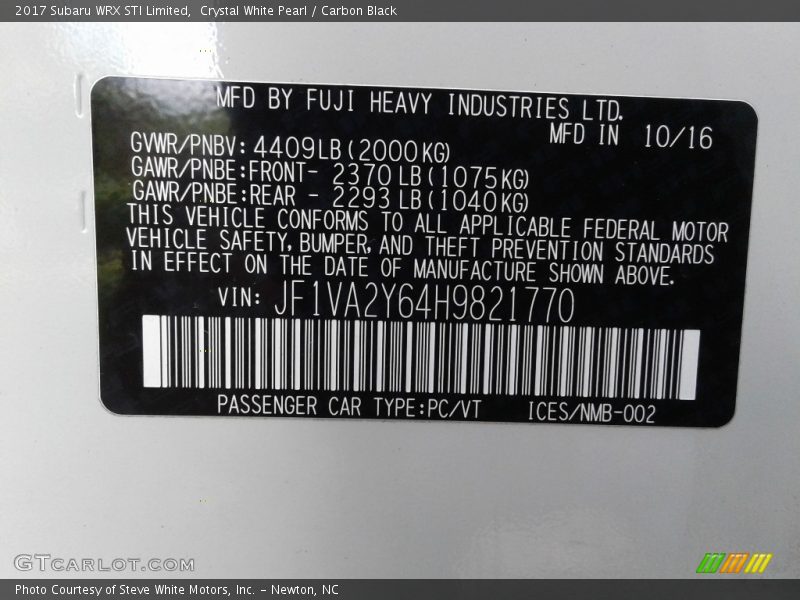 2017 Subaru WRX STI Limited, Crystal White Pearl / Carbon Black
MFD BY FUJI HEAVY INDUSTRIES LTD.
MFD IN 10/16
GVWR/PNBV: 4409LB(2000KG)
GAWR/PNBE:FRONT- 2370LB(1075KG)
GAWR/PNBE:REAR - 2293LB(1040KG)
THIS VEHICLE CONFORMS TO ALL APPLICABLE FEDERAL MOTOR
VEHICLE SAFETY, BUMPER, AND THEFT PREVENTION STANDARDS
IN EFFECT ON THE DATE OF MANUFACTURE SHOWN ABOVE.
VIN: JF1VA2Y64H9821770
PASSENGER CAR TYPE:PC/VT ICES/NMB-002
GTCARLOT.COM
Photo Courtesy of Steve White Motors, Inc. – Newton, NC